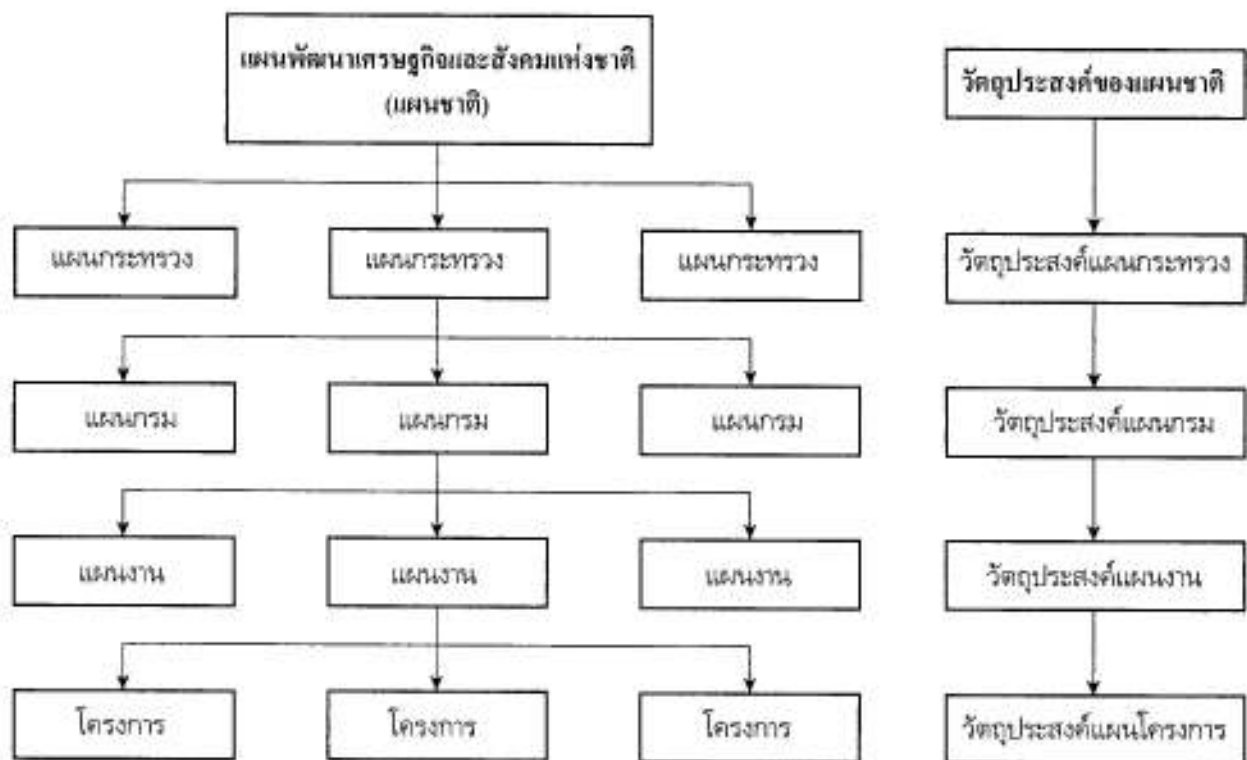 แผนพัฒนาเศรษฐกิจและสังคมแห่งชาติ
(แผนชาติ)
วัตถุประสงค์ของแผนชาติ
แผนกระทรวง
แผนกระทรวง
แผนกระทรวง
วัตถุประสงค์แผนกระทรวง
แผนกรม
แผนกรม
แผนกรม
วัตถุประสงค์แผนกรม
แผนงาน
แผนงาน
แผนงาน
วัตถุประสงค์แผนงาน
โครงการ
โครงการ
โครงการ
วัตถุประสงค์แผนโครงการ